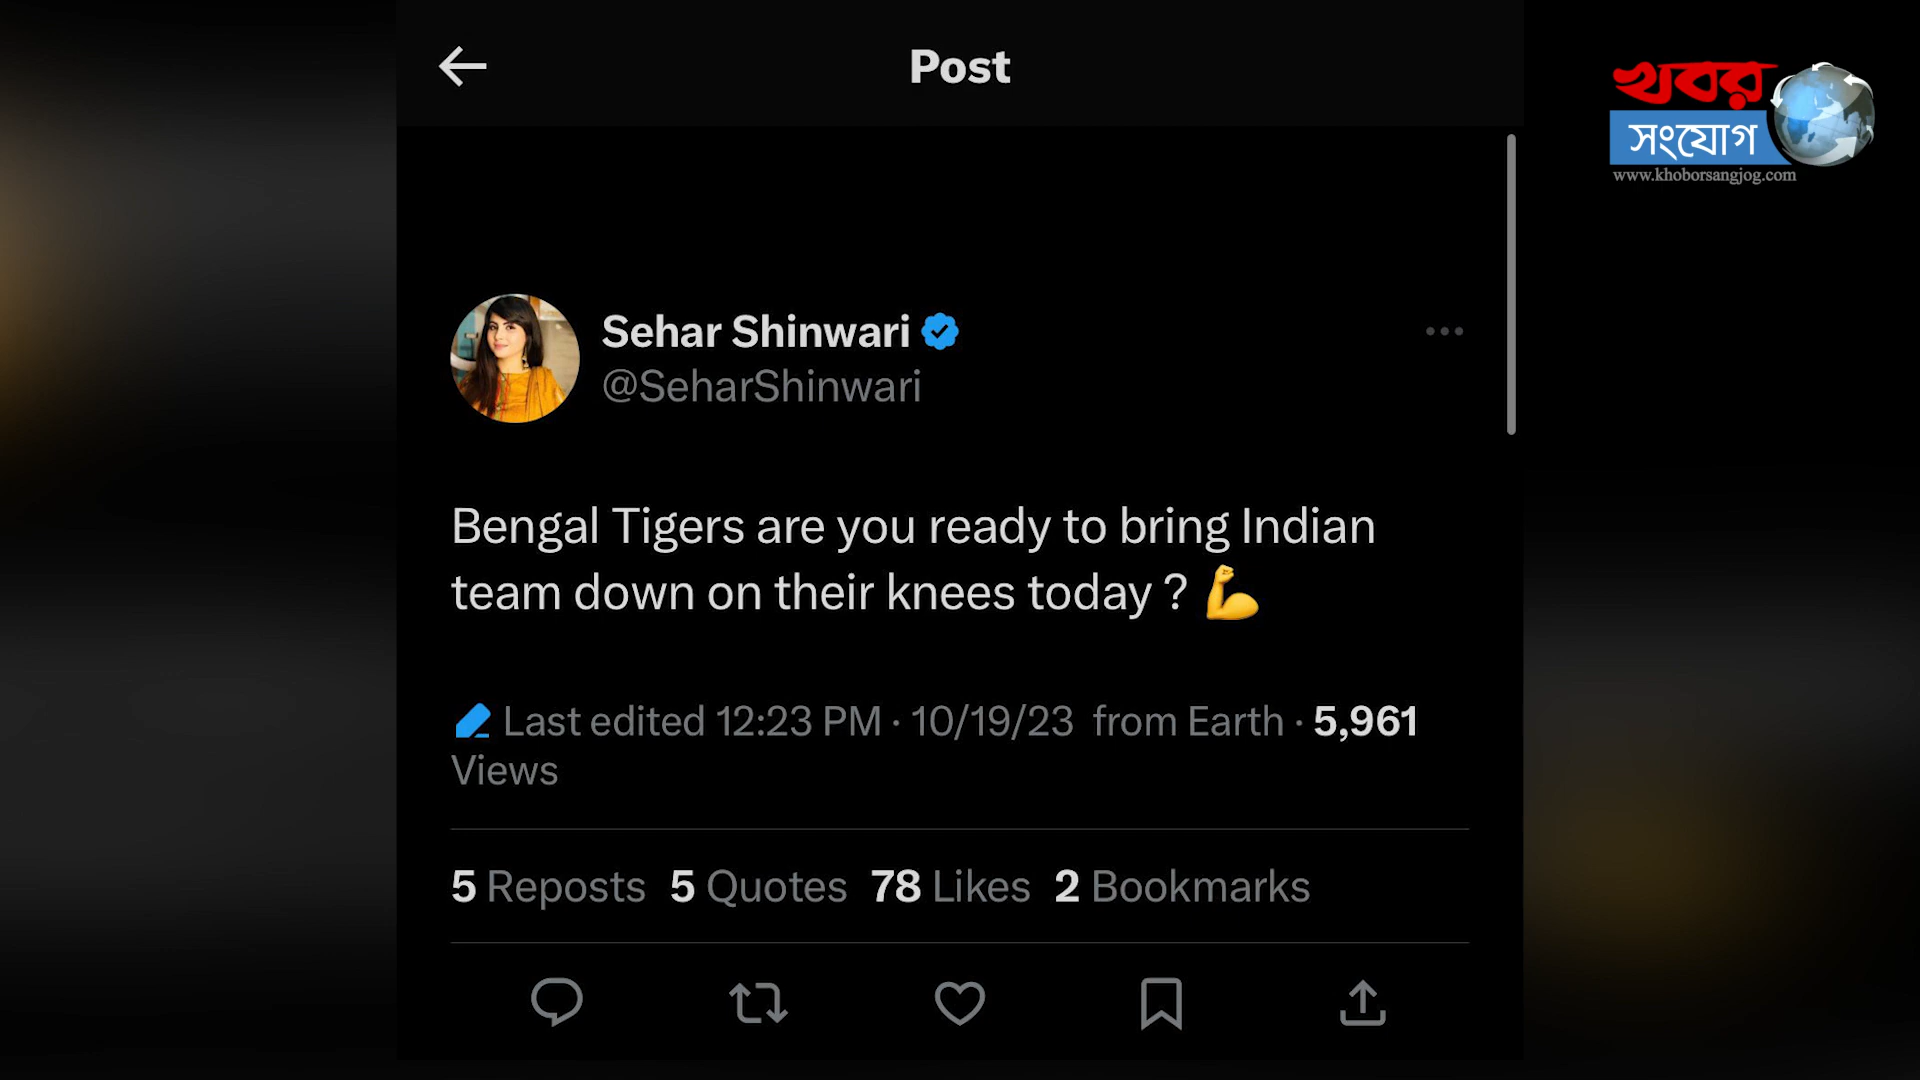 Post
খবর
সংযোগ
www.khoborsangjog.com
Sehar Shinwari
@SeharShinwari
Bengal Tigers are you ready to bring Indian
team down on their knees today ? 💪
Last edited 12:23 PM · 10/19/23 from Earth · 5,961
Views
5 Reposts 5 Quotes 78 Likes 2 Bookmarks